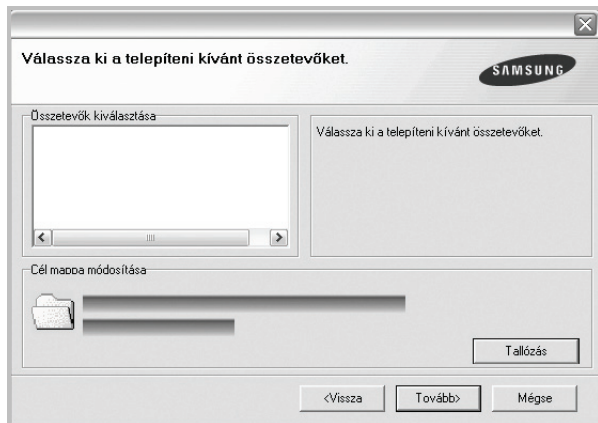 Válassza ki a telepíteni kívánt összetevőket.
SAMSUNG
Összetevők kiválasztása
Válassza ki a telepíteni kívánt összetevőket.
Cél mappa módosítása
Tallózás
<Vissza
Tovább>
Mégse